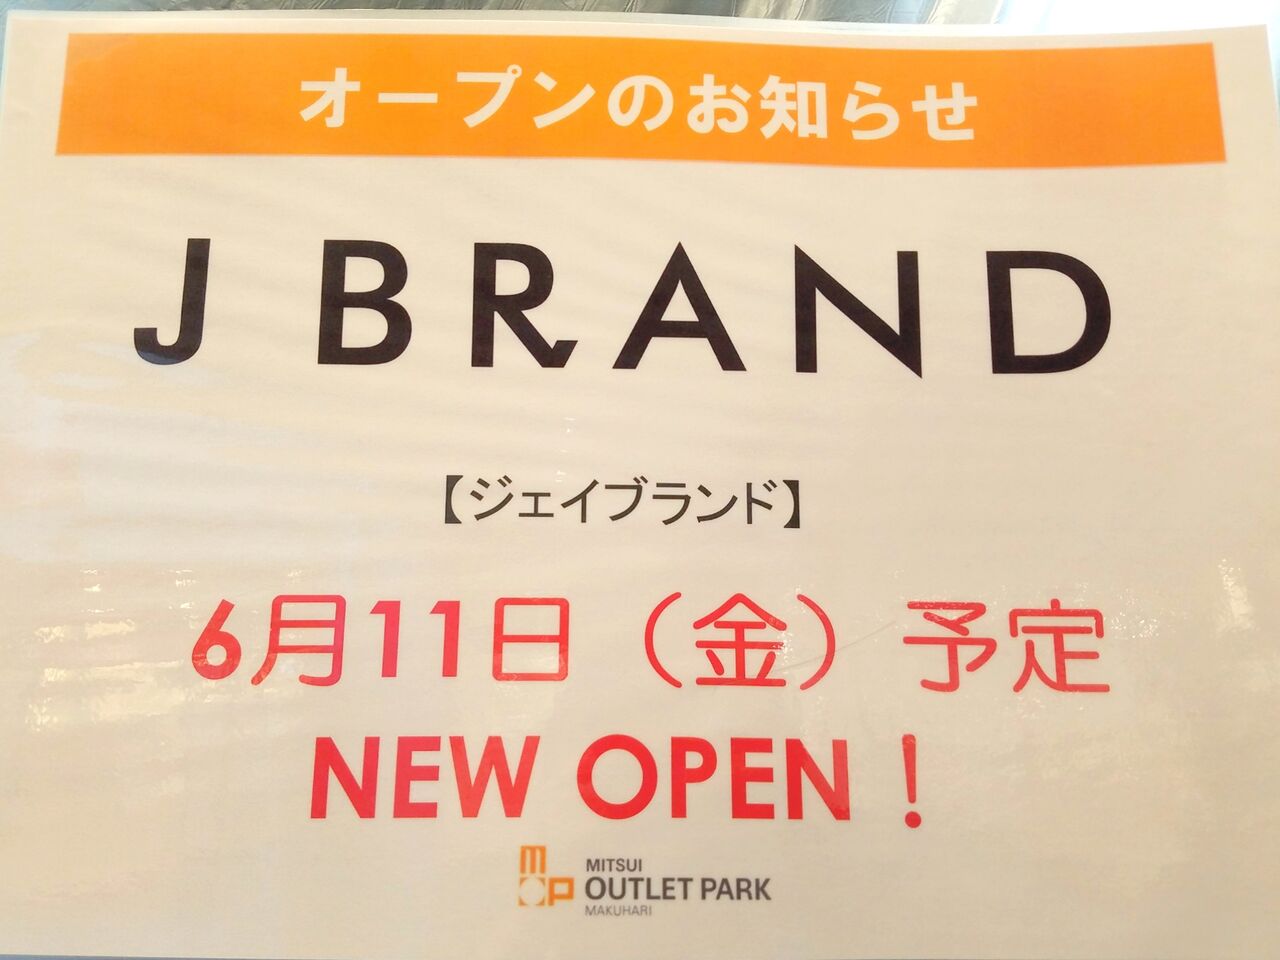 オープンのお知らせ
J BRAND
【ジェイブランド】
6月11日（金）予定
NEW OPEN！
MITSUI
OUTLET PARK
MAKUHARI